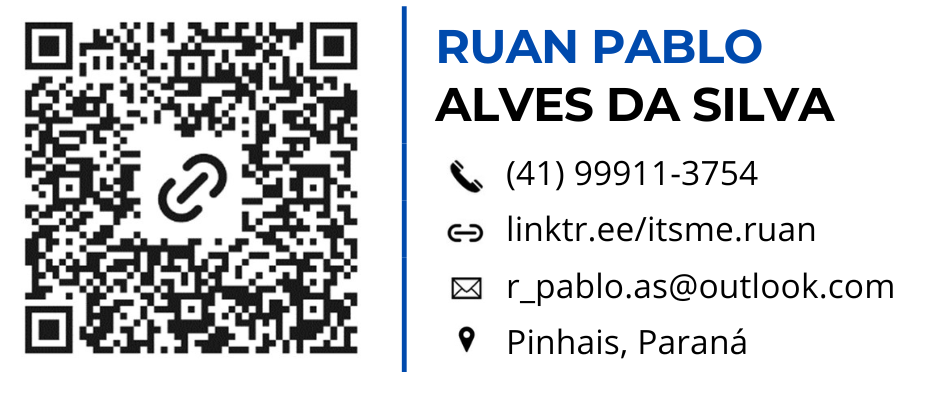 RUAN PABLO
ALVES DA SILVA
(41) 99911-3754
linktr.ee/itsme.ruan
r_pablo.as@outlook.com
Pinhais, Paraná